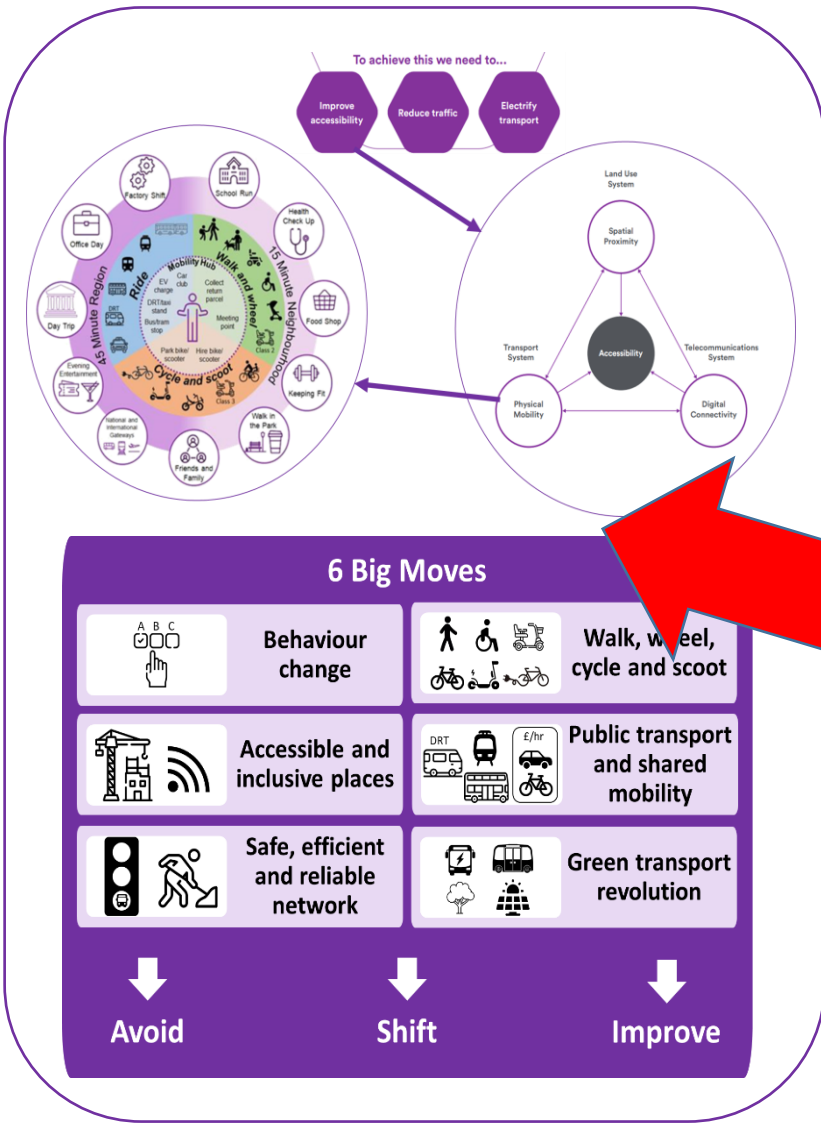 To achieve this we need to...
Improve
accessibility
Reduce traffic
Electrify
transport
Factory Shift
School Run
Office Day
Health
Check Up
Day Trip
Food Shop
Evening
Entertainment
Keeping Fit
National and
International
Gateways
Walk in
the Park
Friends and
Family
45 Minute Region
15 Minute Neighbourhood
Ride
Walk and wheel
Cycle and scoot
DRT
Class 2
Class 3
Mobility Hub
Car
club
EV
charge
Collect
return
parcel
DRT/taxi
stand
Bus/tram
stop
Meeting
point
Park bike/
scooter
Hire bike/
scooter
Land Use
System
Spatial
Proximity
Transport
System
Telecommunications
System
Accessibility
Physical
Mobility
Digital
Connectivity
6 Big Moves
A B C
Behaviour
change
Walk, wheel,
cycle and scoot
Accessible and
inclusive places
DRT
£/hr
Public transport
and shared
mobility
Safe, efficient
and reliable
network
Green transport
revolution
Avoid
Shift
Improve